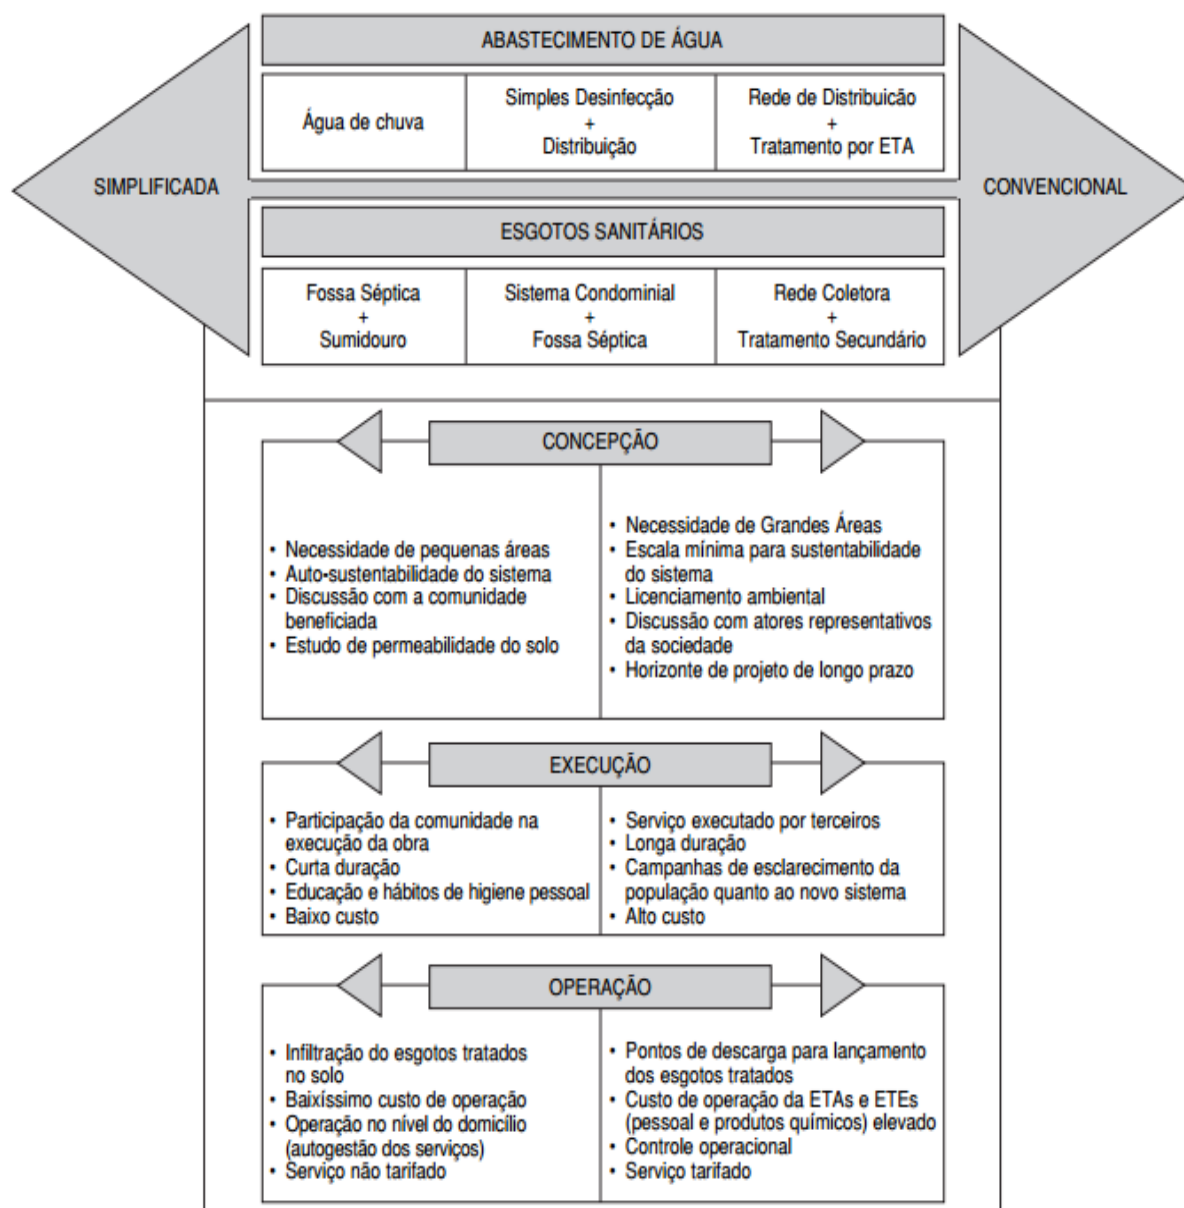 ABASTECIMENTO DE ÁGUA
Água de chuva
Simples Desinfecção
+
Distribuição
Rede de Distribuicão
+
Tratamento por ETA
SIMPLIFICADA
CONVENCIONAL
ESGOTOS SANITÁRIOS
Fossa Séptica
+
Sumidouro
Sistema Condominial
+
Fossa Séptica
Rede Coletora
+
Tratamento Secundário
CONCEPÇÃO
• Necessidade de pequenas áreas
• Auto-sustentabilidade do sistema
• Discussão com a comunidade
beneficiada
• Estudo de permeabilidade do solo
• Necessidade de Grandes Áreas
• Escala mínima para sustentabilidade
do sistema
• Licenciamento ambiental
• Discussão com atores representativos
da sociedade
• Horizonte de projeto de longo prazo
EXECUÇÃO
• Participação da comunidade na
execução da obra
• Curta duração
• Educação e hábitos de higiene pessoal
• Baixo custo
• Serviço executado por terceiros
• Longa duração
• Campanhas de esclarecimento da
população quanto ao novo sistema
• Alto custo
OPERAÇÃO
• Infiltração do esgotos tratados
no solo
• Baixíssimo custo de operação
• Operação no nível do domicílio
(autogestão dos serviços)
• Serviço não tarifado
• Pontos de descarga para lançamento
dos esgotos tratados
• Custo de operação da ETAs e ETEs
(pessoal e produtos químicos) elevado
• Controle operacional
• Serviço tarifado